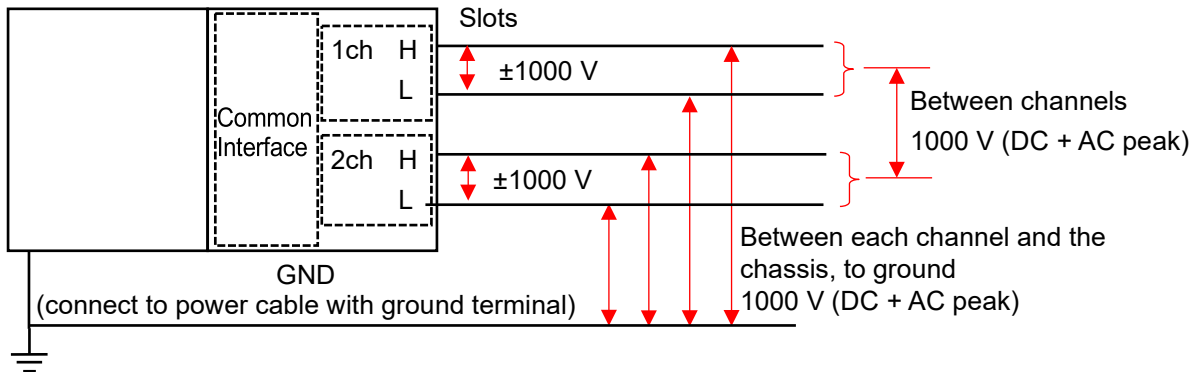 Slots
1ch H
±1000 V
L
Common
Interface
Between channels
1000 V (DC + AC peak)
2ch H
±1000 V
L
Between each channel and the
chassis, to ground
1000 V (DC + AC peak)
GND
(connect to power cable with ground terminal)